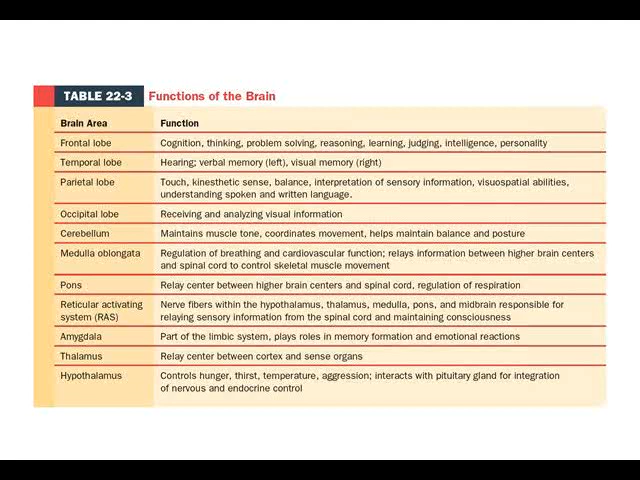 TABLE 22-3 Functions of the Brain
Brain Area Function
Frontal lobe Cognition, thinking, problem solving, reasoning, learning, judging, intelligence, personality
Temporal lobe Hearing; verbal memory (left), visual memory (right)
Parietal lobe Touch, kinesthetic sense, balance, interpretation of sensory information, visuospatial abilities,
understanding spoken and written language.
Occipital lobe Receiving and analyzing visual information
Cerebellum Maintains muscle tone, coordinates movement, helps maintain balance and posture
Medulla oblongata Regulation of breathing and cardiovascular function; relays information between higher brain centers
and spinal cord to control skeletal muscle movement
Pons Relay center between higher brain centers and spinal cord, regulation of respiration
Reticular activating Nerve fibers within the hypothalamus, thalamus, medulla, pons, and midbrain responsible for
system (RAS) relaying sensory information from the spinal cord and maintaining consciousness
Amygdala Part of the limbic system, plays roles in memory formation and emotional reactions
Thalamus Relay center between cortex and sense organs
Hypothalamus Controls hunger, thirst, temperature, aggression; interacts with pituitary gland for integration
of nervous and endocrine control